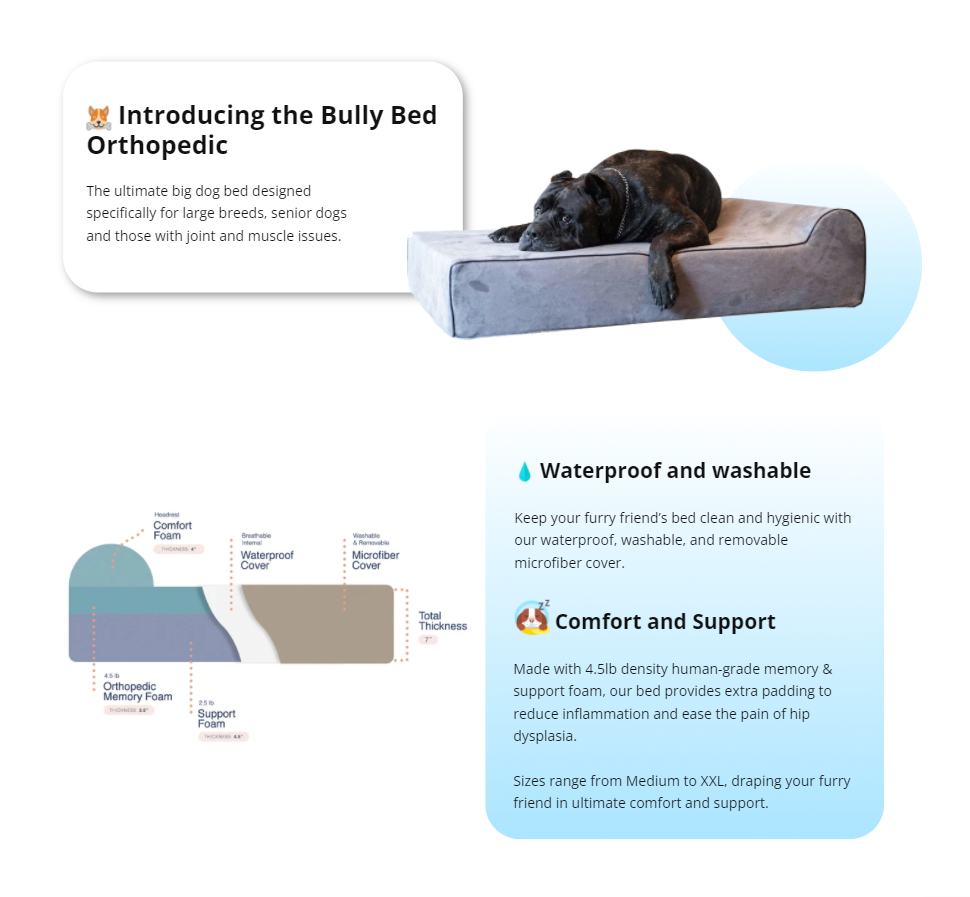 Introducing the Bully Bed
Orthopedic
The ultimate big dog bed designed
specifically for large breeds, senior dogs
and those with joint and muscle issues.
Waterproof and washable
Keep your furry friend’s bed clean and hygienic with
our waterproof, washable, and removable
microfiber cover.
Comfort and Support
Made with 4.5lb density human-grade memory &
support foam, our bed provides extra padding to
reduce inflammation and ease the pain of hip
dysplasia.
Sizes range from Medium to XXL, draping your furry
friend in ultimate comfort and support.
Headrest
Comfort
Foam
THICKNESS 4"
Breathable
Internal
Waterproof
Cover
Washable
& Removable
Microfiber
Cover
Total
Thickness
7"
4.5 lb
Orthopedic
Memory Foam
THICKNESS
2.5 lb
Support
Foam
THICKNESS
zz